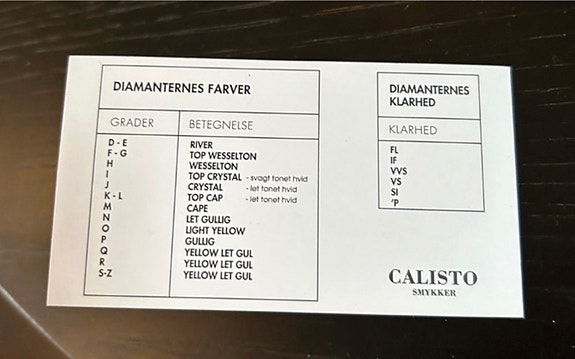 DIAMANTERNES FARVER
GRADER BETEGNELSE
D - E RIVER
F - G TOP WESSELTON
H WESSELTON
I TOP CRYSTAL - svagt tonet hvid
J CRYSTAL - let tonet hvid
K - L TOP CAP - let tonet hvid
M CAPE
N LET GULLIG
O LIGHT YELLOW
P GULLIG
Q YELLOW LET GUL
R YELLOW LET GUL
S-Z YELLOW LET GUL
DIAMANTERNES
KLARHED
KLARHED
FL
IF
VVS
VS
SI
'P
CALISTO
SMYKKER